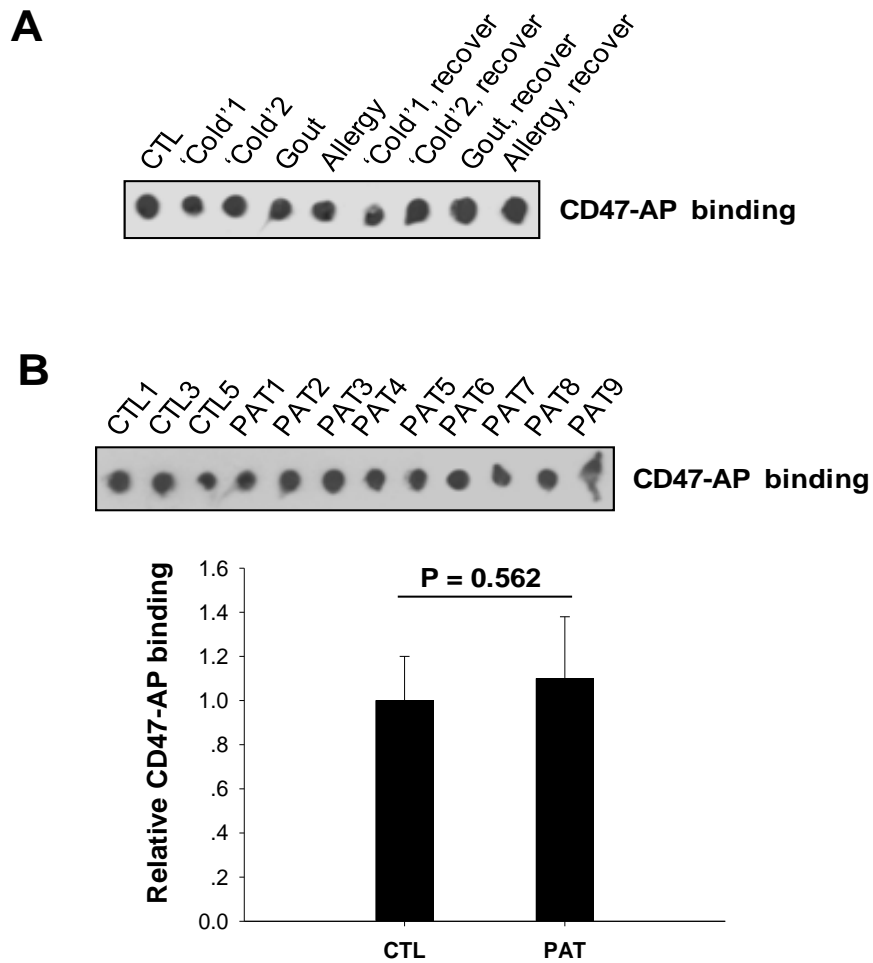 A
CTL
‘Cold’1
‘Cold’2
Gout
Allergy
‘Cold’1, recover
‘Cold’2, recover
Gout, recover
Allergy, recover
CD47-AP binding
B
CTL1
CTL3
CTL5
PAT1
PAT2
PAT3
PAT4
PAT5
PAT6
PAT7
PAT8
PAT9
CD47-AP binding
Relative CD47-AP binding
1.6
1.4
1.2
1.0
.8
.6
.4
.2
0.0
P = 0.562
CTL
PAT